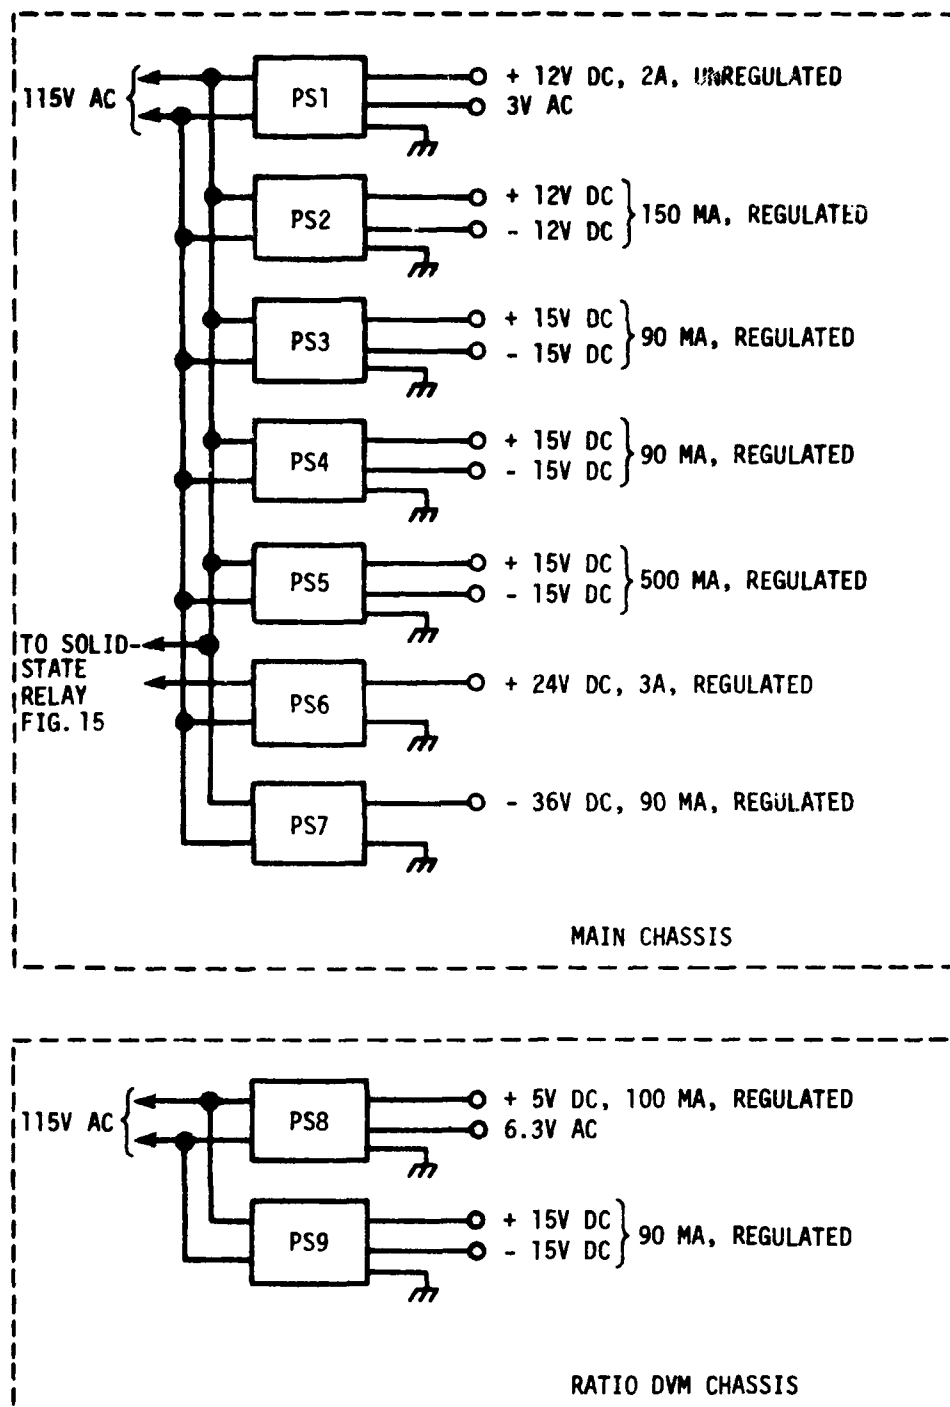 115V AC
PS1
+ 12V DC, 2A, UNREGULATED
3V AC
PS2
+ 12V DC
- 12V DC
150 MA, REGULATED
PS3
+ 15V DC
- 15V DC
90 MA, REGULATED
PS4
+ 15V DC
- 15V DC
90 MA, REGULATED
PS5
+ 15V DC
- 15V DC
500 MA, REGULATED
TO SOLID-
STATE
RELAY
FIG. 15
PS6
+ 24V DC, 3A, REGULATED
PS7
- 36V DC, 90 MA, REGULATED
MAIN CHASSIS
115V AC
PS8
+ 5V DC, 100 MA, REGULATED
6.3V AC
PS9
+ 15V DC
- 15V DC
90 MA, REGULATED
RATIO DVM CHASSIS